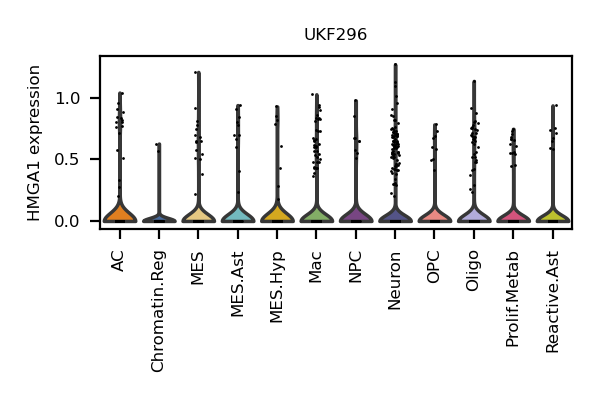 UKF296
HMGA1 expression
1.0
0.5
0.0
AC
Chromatin.Reg
MES
MES.Ast
MES.Hyp
Mac
NPC
Neuron
OPC
Oligo
Prolif.Metab
Reactive.Ast